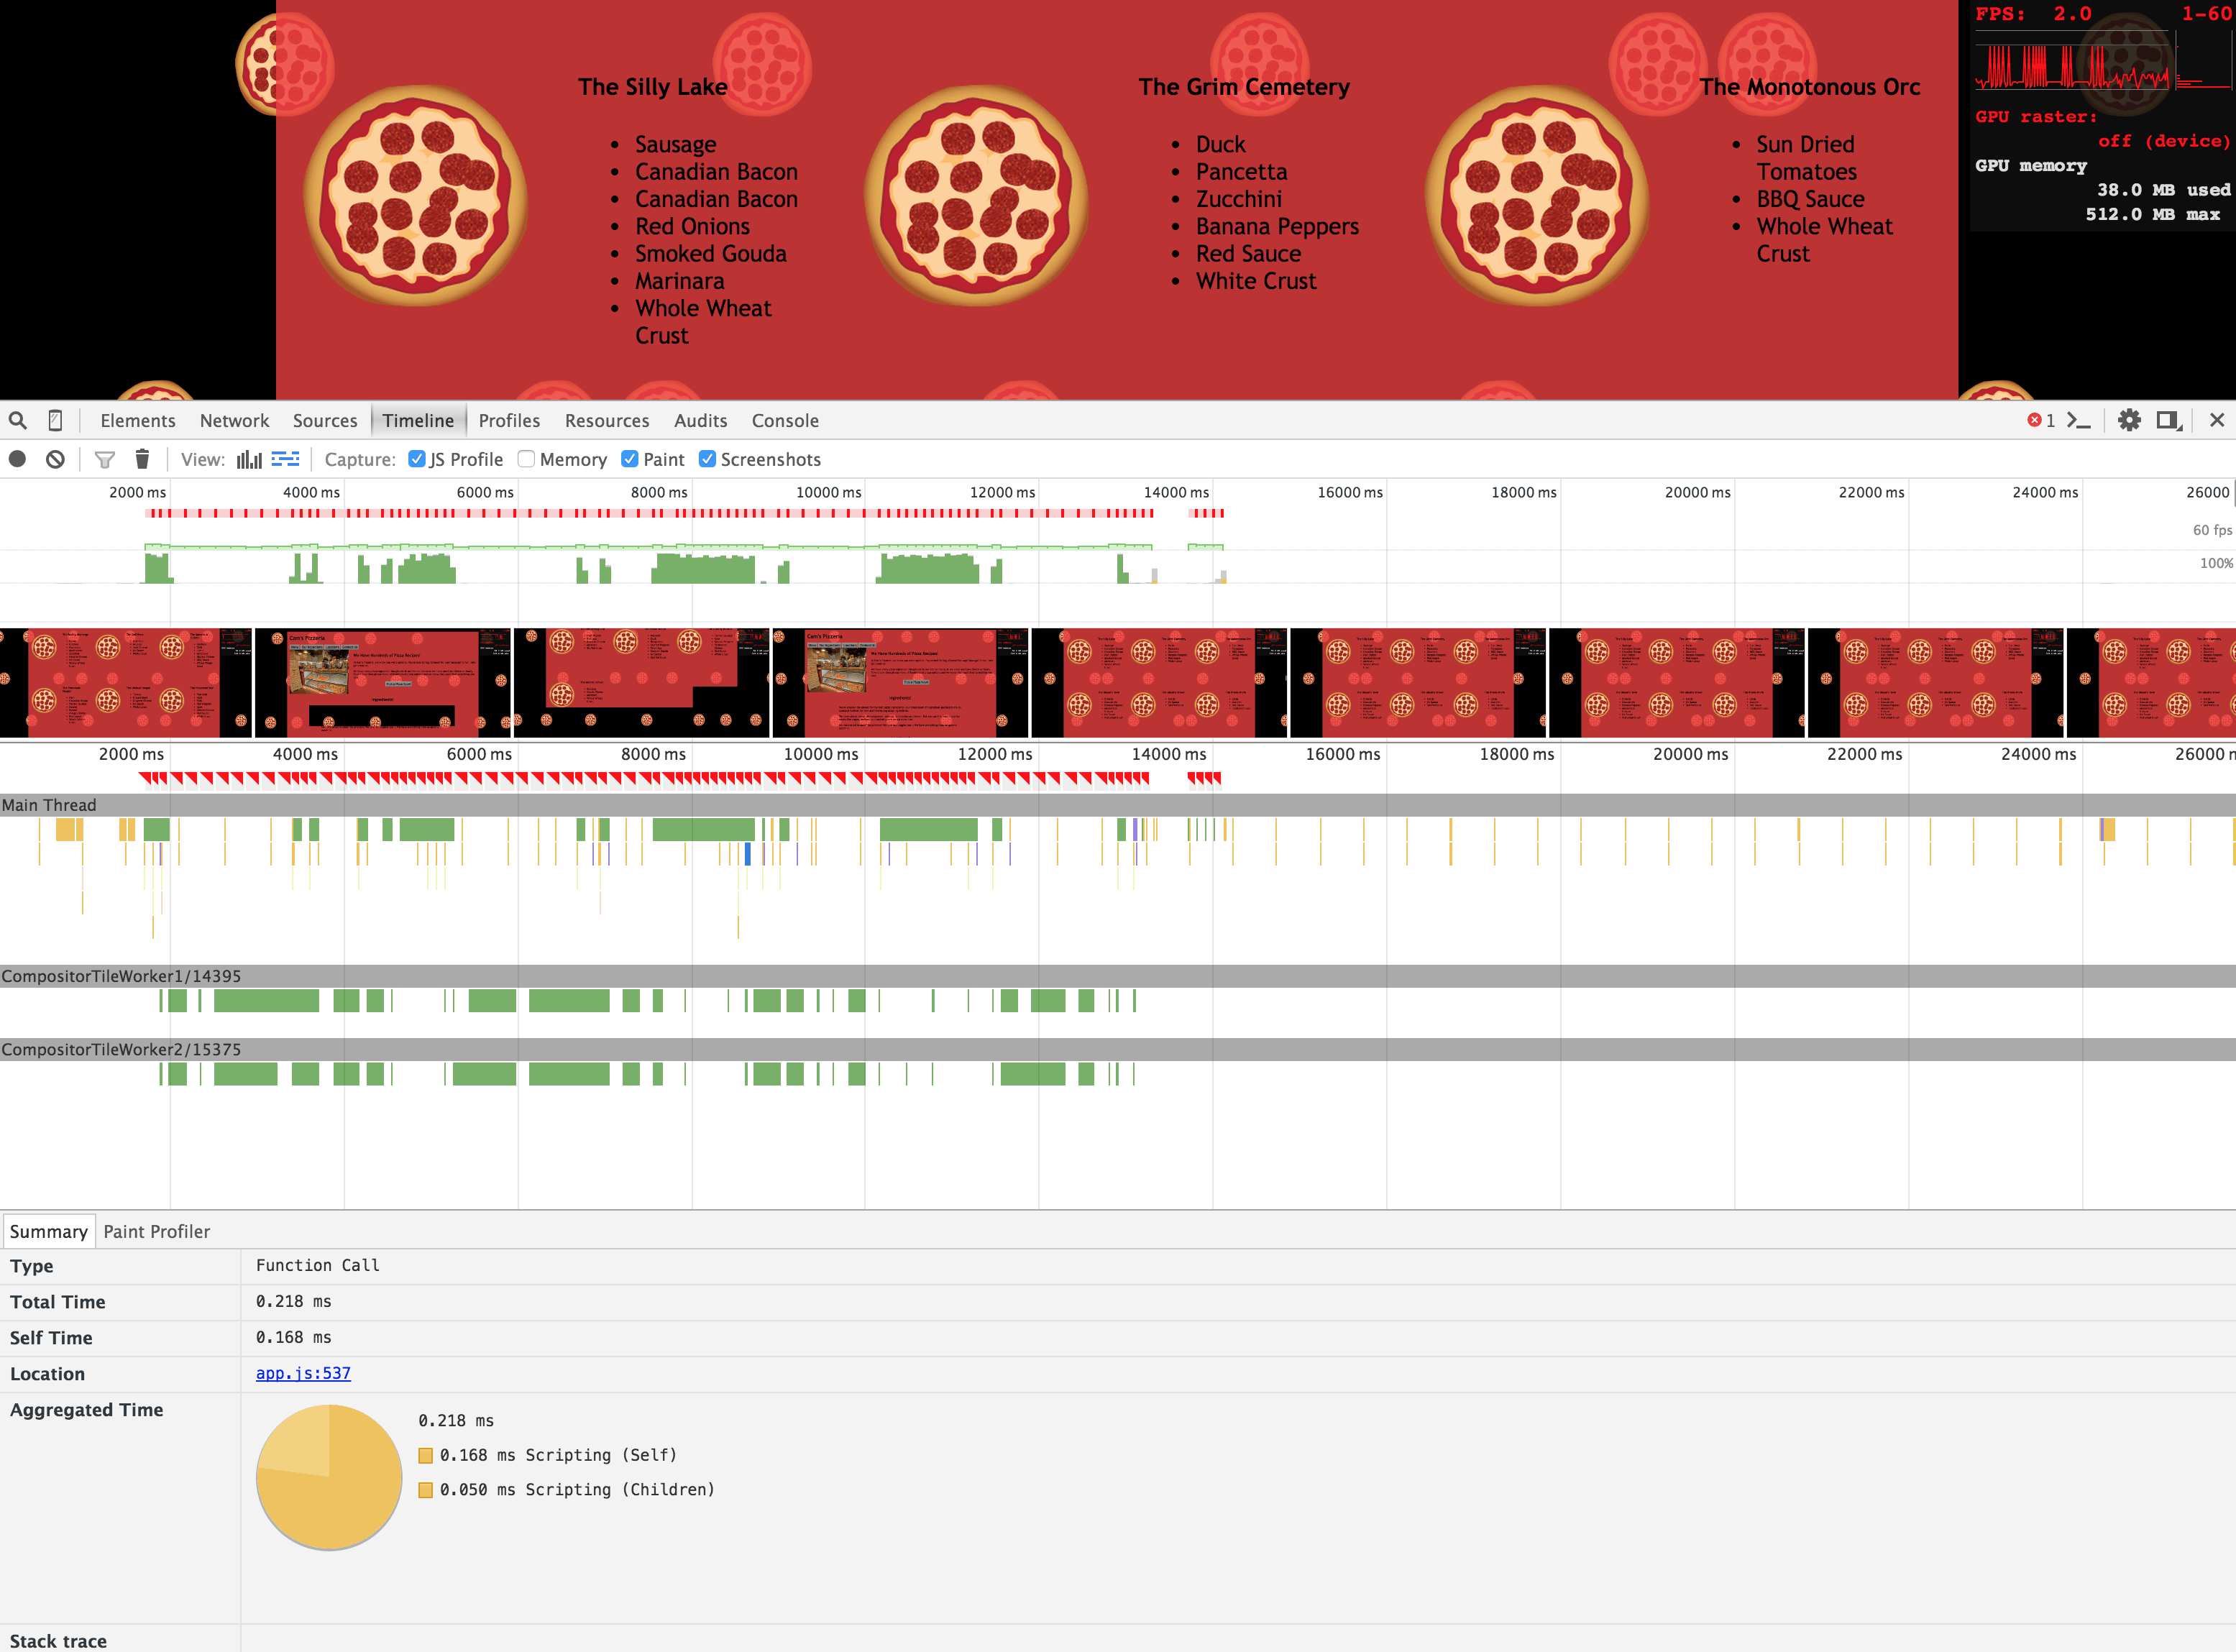 FPS: 2.0 1-60
The Silly Lake
The Grim Cemetery
The Monotonous Orc
GPU raster:
off (device)
GPU memory
38.0 MB used
512.0 MB max
• Sausage
• Canadian Bacon
• Canadian Bacon
• Red Onions
• Smoked Gouda
• Marinara
• Whole Wheat
Crust
• Duck
• Pancetta
• Zucchini
• Banana Peppers
• Red Sauce
• White Crust
• Sun Dried
Tomatoes
• BBQ Sauce
• Whole Wheat
Crust
Elements Network Sources Timeline Profiles Resources Audits Console 1
View: Capture: JS Profile Memory Paint Screenshots
2000 ms 4000 ms 6000 ms 8000 ms 10000 ms 12000 ms 14000 ms 16000 ms 18000 ms 20000 ms 22000 ms 24000 ms 26000
60 fps
100%
Cam's Pizzeria
Cam's Pizzeria
2000 ms 4000 ms 6000 ms 8000 ms 10000 ms 12000 ms 14000 ms 16000 ms 18000 ms 20000 ms 22000 ms 24000 ms 26000 m
Main Thread
CompositorTileWorker1/14395
CompositorTileWorker2/15375
Summary Paint Profiler
Type Function Call
Total Time 0.218 ms
Self Time 0.168 ms
Location app.js:537
Aggregated Time
0.218 ms
0.168 ms Scripting (Self)
0.050 ms Scripting (Children)
Stack trace